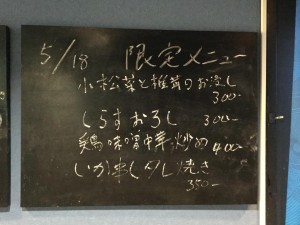 5/18 限定メニュー
小松菜と椎茸のお浸し
300-
しらすおろし 300-
鶏味噌中華炒め 400-
いか串し焼き
350-